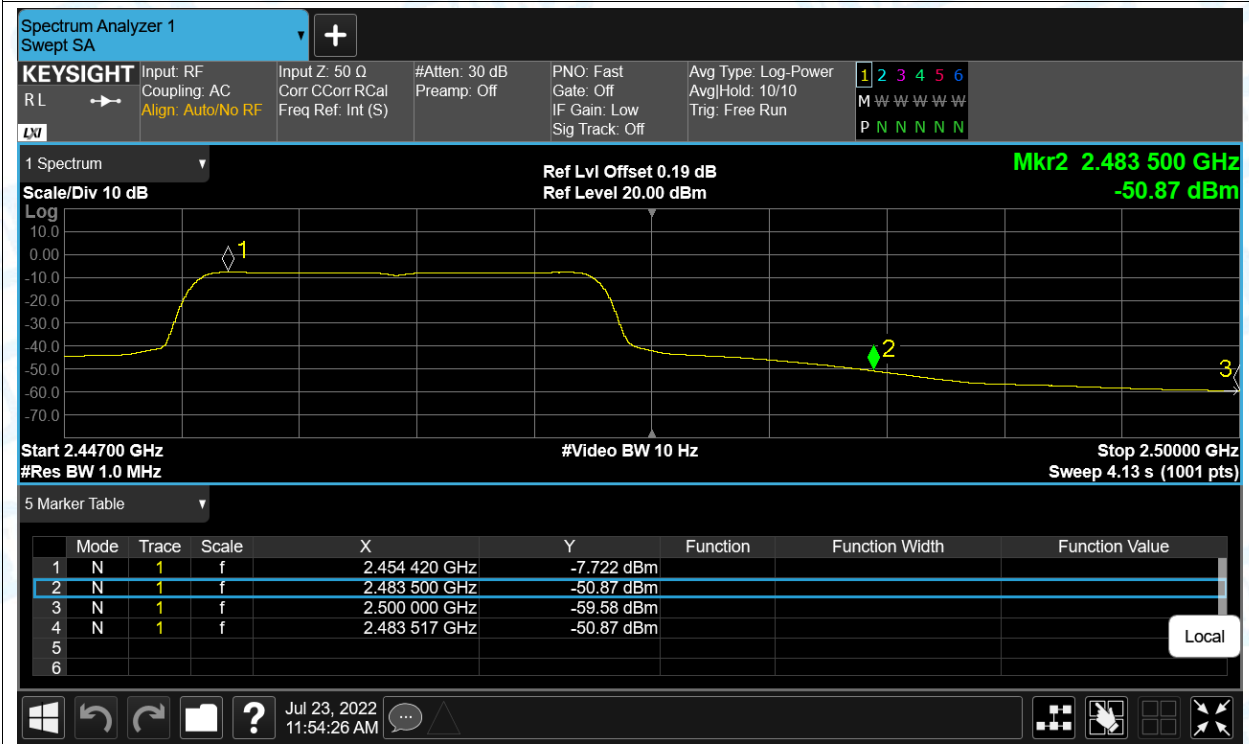 Spectrum Analyzer 1
Swept SA
KEYSIGHT
R L
LXI
Input: RF
Coupling: AC
Align: Auto/No RF
Input Z: 50 Ω
Corr CCorr RCal
Freq Ref: Int (S)
#Atten: 30 dB
Preamp: Off
PNO: Fast
Gate: Off
IF Gain: Low
Sig Track: Off
Avg Type: Log-Power
Avg|Hold: 10/10
Trig: Free Run
1 2 3 4 5 6
M W W W W W
P N N N N N
1 Spectrum
Scale/Div 10 dB
Ref Lvl Offset 0.19 dB
Ref Level 20.00 dBm
Mkr2 2.483 500 GHz
-50.87 dBm
Log
10.0
0.00
-10.0
-20.0
-30.0
-40.0
-50.0
-60.0
-70.0
1
2
3
Start 2.44700 GHz
#Video BW 10 Hz
Stop 2.50000 GHz
#Res BW 1.0 MHz
Sweep 4.13 s (1001 pts)
5 Marker Table
Mode Trace Scale X Y Function Function Width Function Value
1 N 1 f 2.454 420 GHz -7.722 dBm
2 N 1 f 2.483 500 GHz -50.87 dBm
3 N 1 f 2.500 000 GHz -59.58 dBm
4 N 1 f 2.483 517 GHz -50.87 dBm
5
6
Local
?
Jul 23, 2022
11:54:26 AM